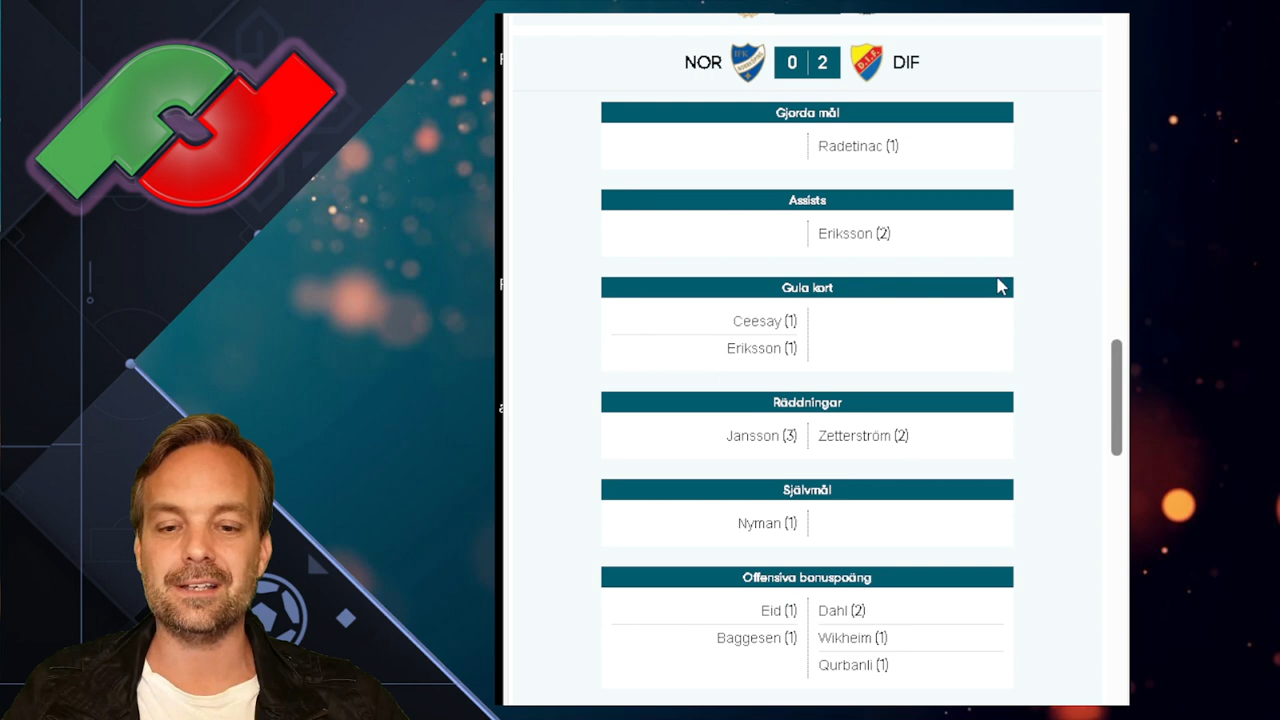 NOR 0 2 DIF
Gjorda mål
Radetinac (1)
Assists
Eriksson (2)
Gula kort
Ceesay (1)
Eriksson (1)
Räddningar
Jansson (3) Zetterström (2)
Självmål
Nyman (1)
Offensiva bonuspoäng
Eid (1) Dahl (2)
Baggesen (1) Wikheim (1)
Qurbanli (1)